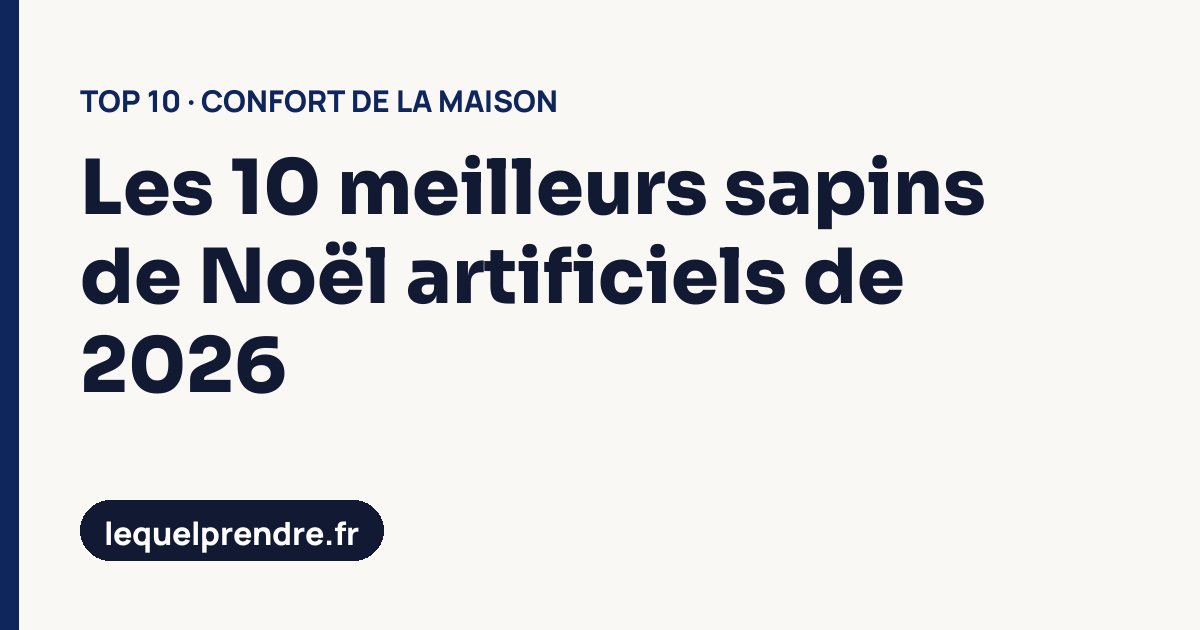 TOP 10 · CONFORT DE LA MAISON
Les 10 meilleurs sapins
de Noël artificiels de
2026
lequelprendre.fr